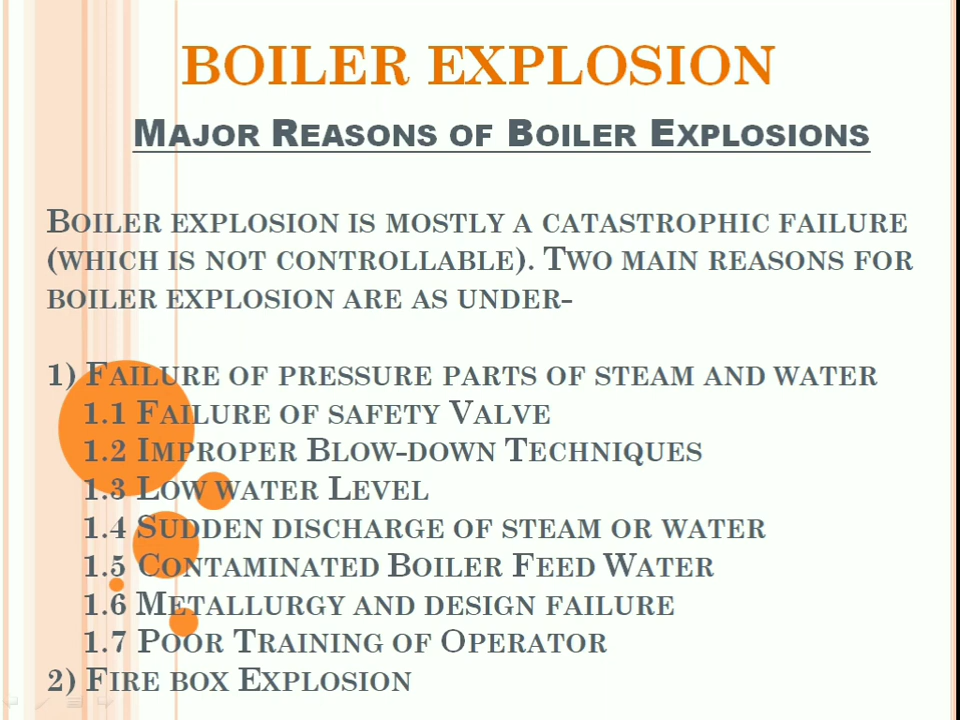 BOILER EXPLOSION
MAJOR REASONS OF BOILER EXPLOSIONS
BOILER EXPLOSION IS MOSTLY A CATASTROPHIC FAILURE
(WHICH IS NOT CONTROLLABLE). TWO MAIN REASONS FOR
BOILER EXPLOSION ARE AS UNDER-
1) FAILURE OF PRESSURE PARTS OF STEAM AND WATER
1.1 FAILURE OF SAFETY VALVE
1.2 IMPROPER BLOW-DOWN TECHNIQUES
1.3 LOW WATER LEVEL
1.4 SUDDEN DISCHARGE OF STEAM OR WATER
1.5 CONTAMINATED BOILER FEED WATER
1.6 METALLURGY AND DESIGN FAILURE
1.7 POOR TRAINING OF OPERATOR
2) FIRE BOX EXPLOSION